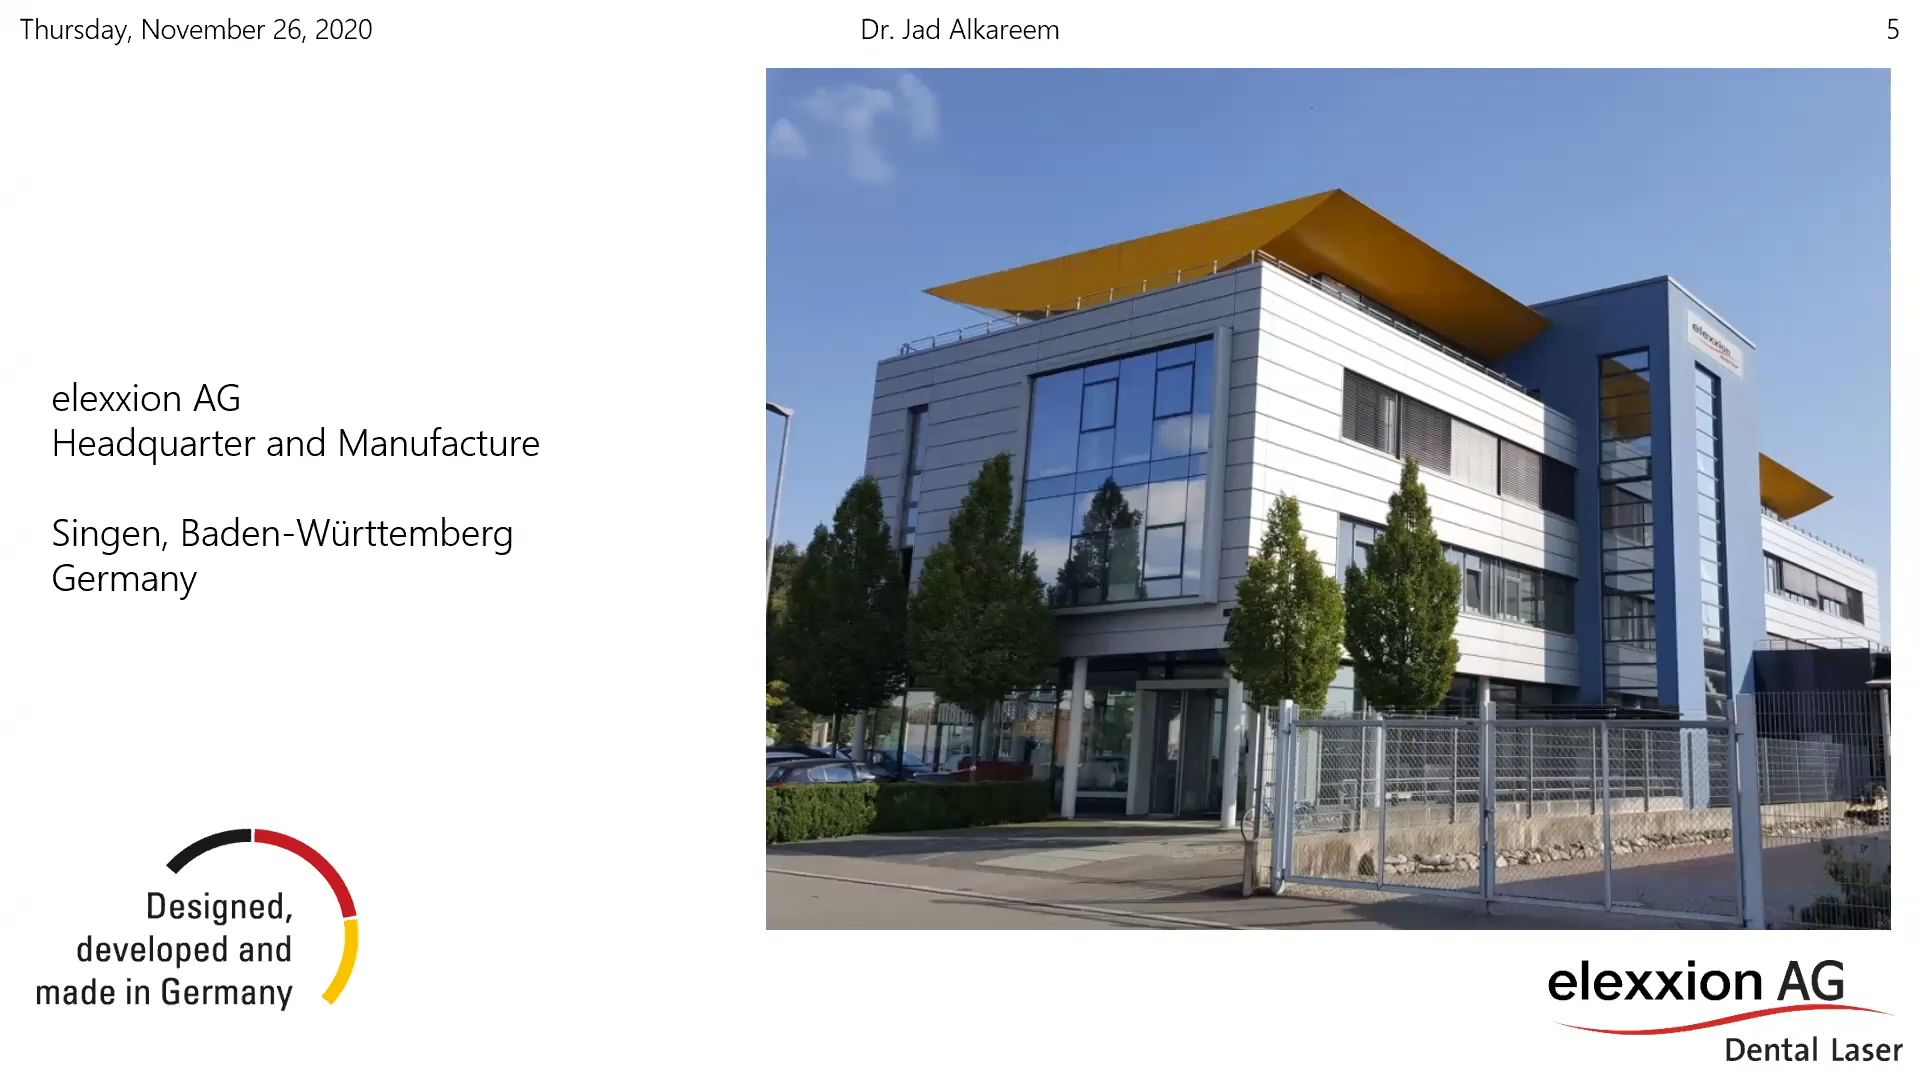 Thursday, November 26, 2020
Dr. Jad Alkareem
5
elexxion
elexxion AG
Headquarter and Manufacture
Singen, Baden-Württemberg
Germany
Designed,
developed and
made in Germany
elexxion AG
Dental Laser